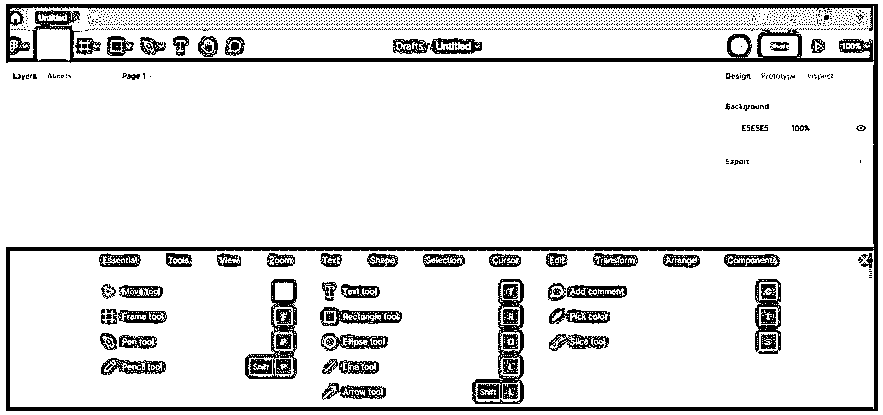 Untitled
Drafts / Untitled
100%
Layers Assets Page 1
Design Prototype Inspect
Background
E5E5E5 100%
Export
Essential Tools View Zoom Text Shape Selection Cursor Edit Transform Arrange Components
Move tool Text tool T Add comment
Frame tool F Rectangle tool R Pick color
Pen tool P Ellipse tool O Slice tool S
Pencil tool Shift P Line tool L
Arrow tool Shift L